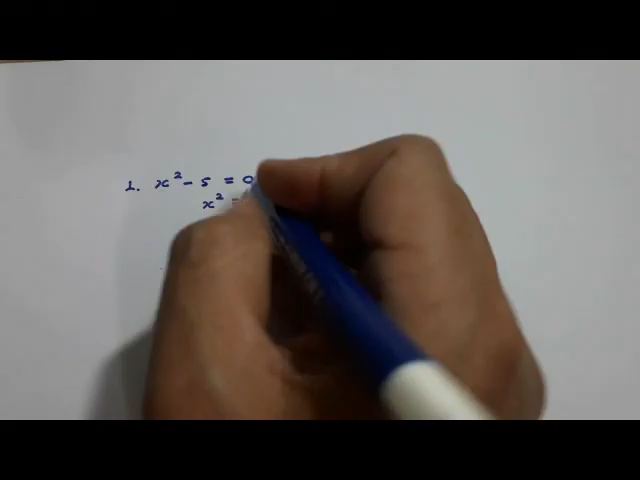 1. x² - 5 = 0
x² =